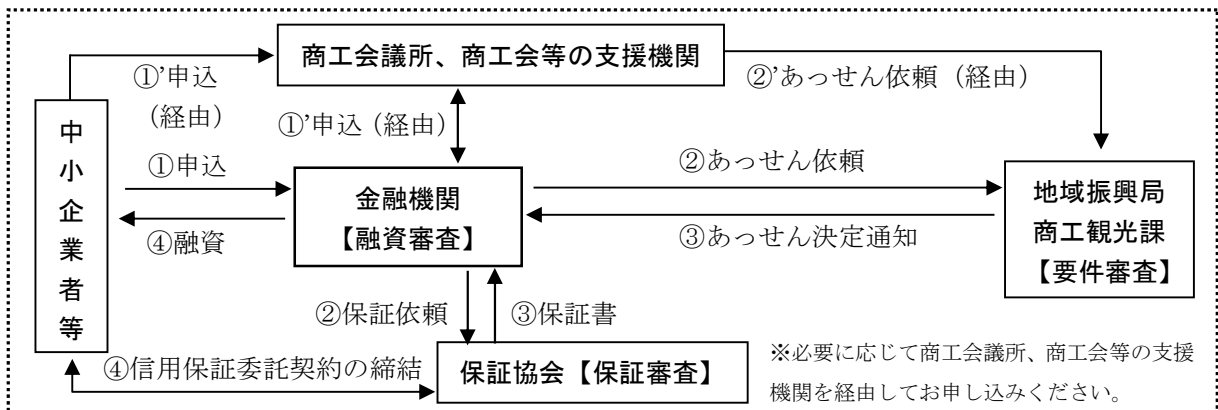 商工会議所、商工会等の支援機関
①’申込
（経由）
②’あっせん依頼（経由）
①’申込（経由）
中小企業者等
①申込
④融資
金融機関
【融資審査】
②あっせん依頼
③あっせん決定通知
地域振興局
商工観光課
【要件審査】
②保証依頼
③保証書
④信用保証委託契約の締結
保証協会【保証審査】
※必要に応じて商工会議所、商工会等の支援
機関を経由してお申し込みください。